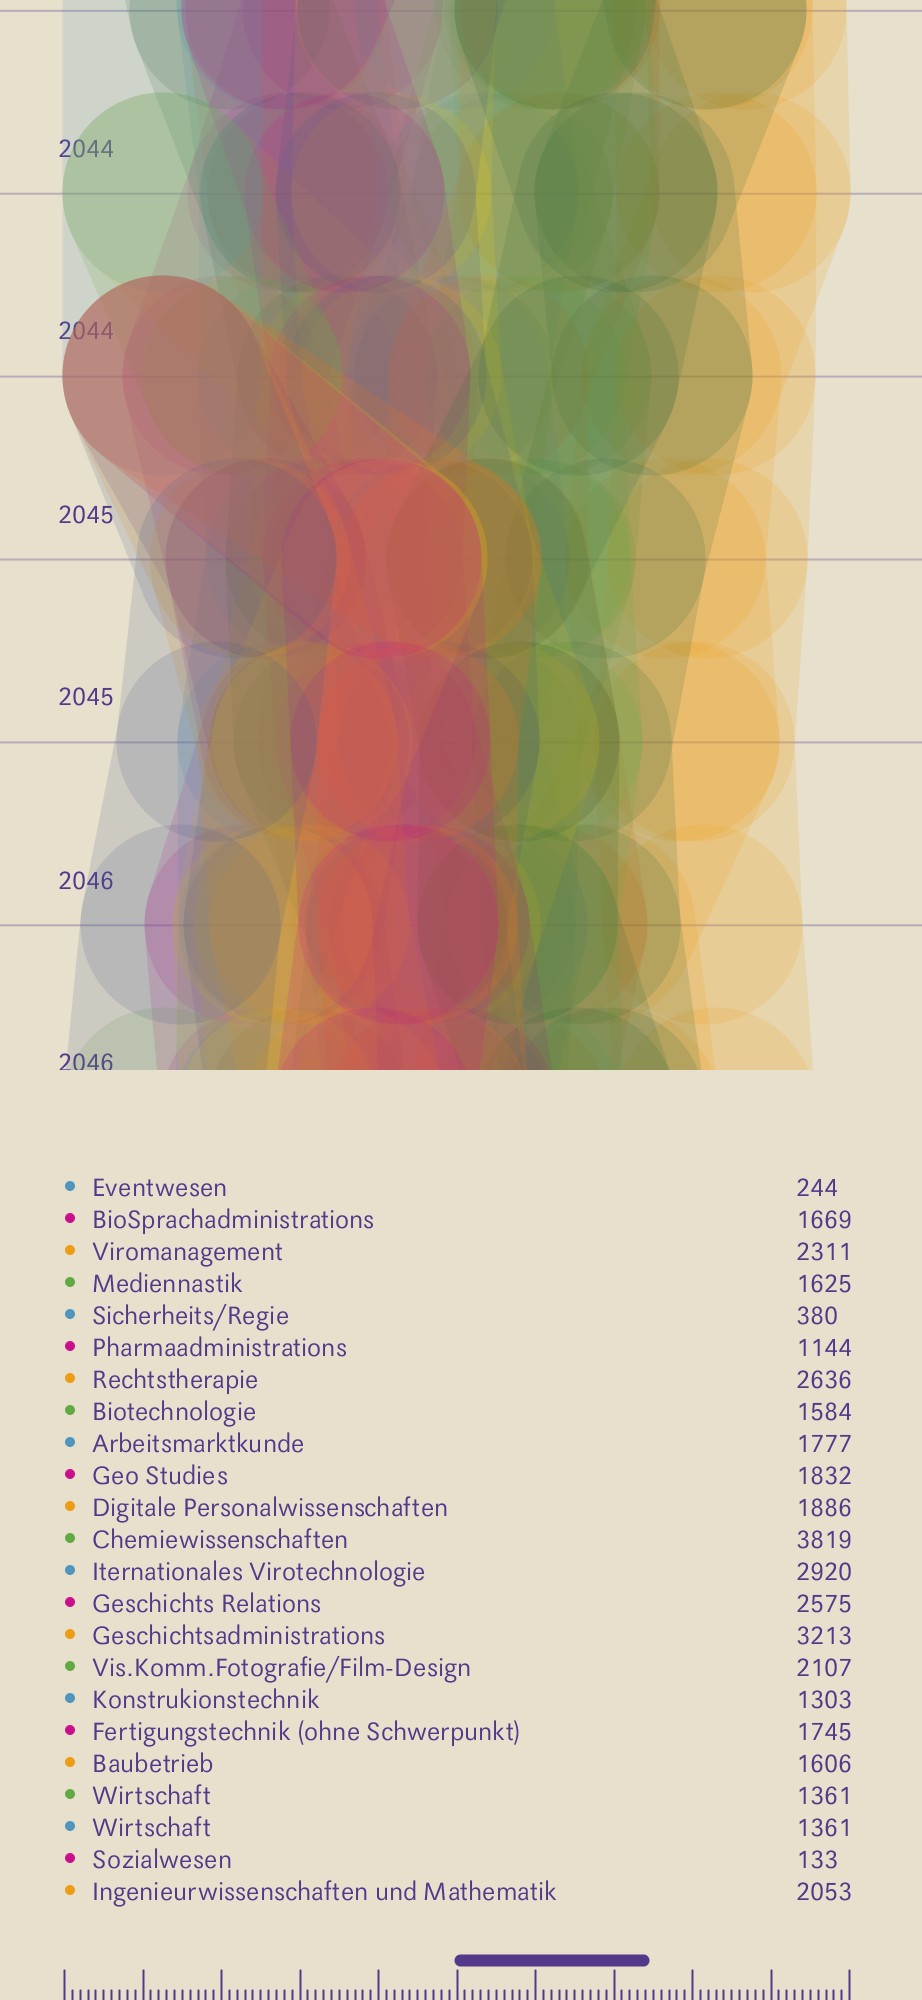 2044
2044
2045
2045
2046
2046
Eventwesen 244
BioSprachadministrations 1669
Viromanagement 2311
Mediennastik 1625
Sicherheits/Regie 380
Pharmaadministrations 1144
Rechtstherapie 2636
Biotechnologie 1584
Arbeitsmarktkunde 1777
Geo Studies 1832
Digitale Personalwissenschaften 1886
Chemiewissenschaften 3819
Iternationales Virotechnologie 2920
Geschichts Relations 2575
Geschichtsadministrations 3213
Vis.Komm.Fotografie/Film-Design 2107
Konstrukionstechnik 1303
Fertigungstechnik (ohne Schwerpunkt) 1745
Baubetrieb 1606
Wirtschaft 1361
Wirtschaft 1361
Sozialwesen 133
Ingenieurwissenschaften und Mathematik 2053